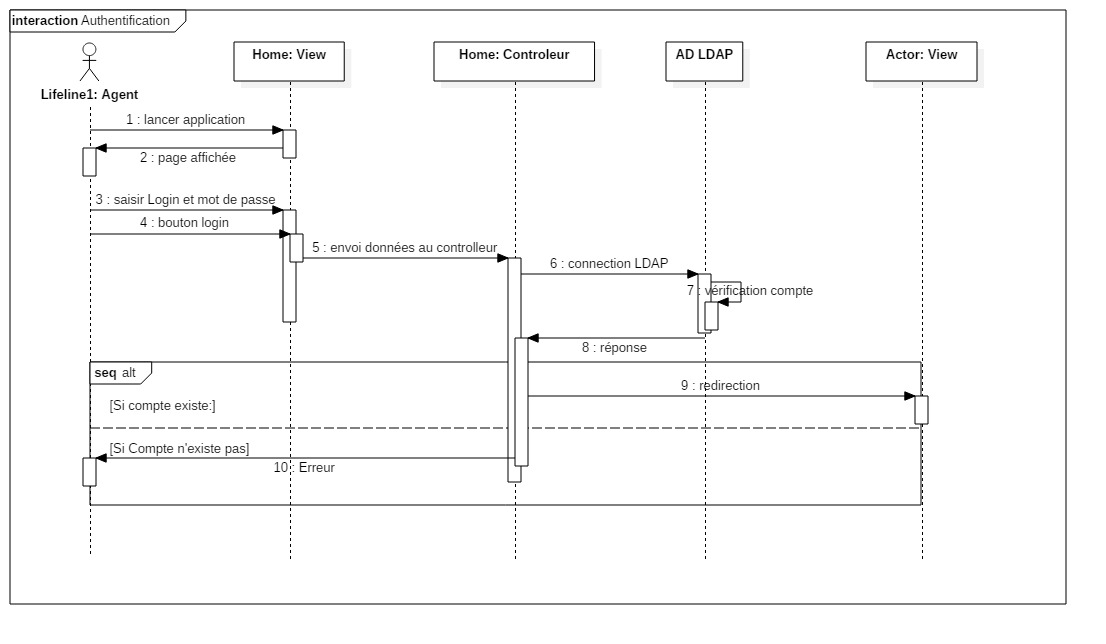 interaction Authentification
Home: View
Home: Controleur
AD LDAP
Actor: View
Lifeline1: Agent
1 : lancer application
2 : page affichée
3 : saisir Login et mot de passe
4 : bouton login
5 : envoi données au controlleur
6 : connection LDAP
7 : vérification compte
8 : réponse
seq alt
9 : redirection
[Si compte existe:]
[Si Compte n'existe pas]
10 : Erreur